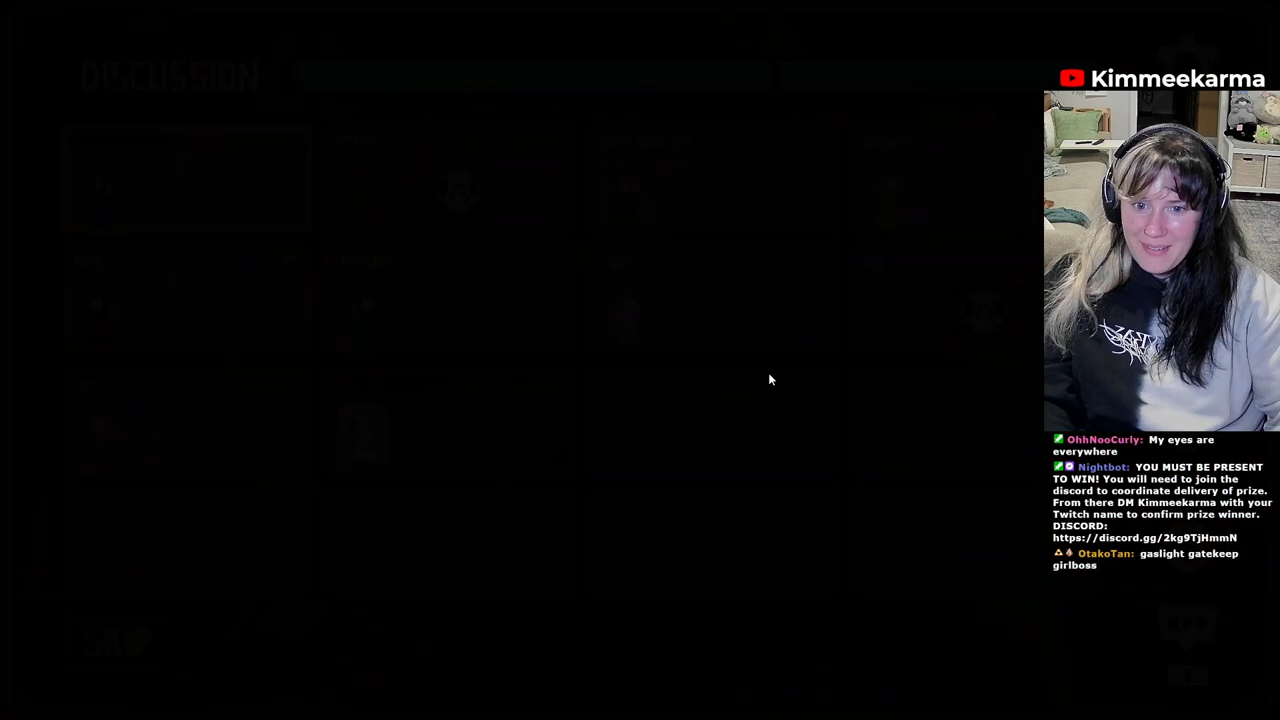 DISCUSSION
Kimmeekarma
OhhNooCurly: My eyes are
everywhere
Nightbot: YOU MUST BE PRESENT
TO WIN! You will need to join the
discord to coordinate delivery of prize.
From there DM Kimmeekarma with your
Twitch name to confirm prize winner.
DISCORD:
https://discord.gg/2kg9TjHmmN
OtakoTan: gaslight gatekeep
girlboss
SKIP